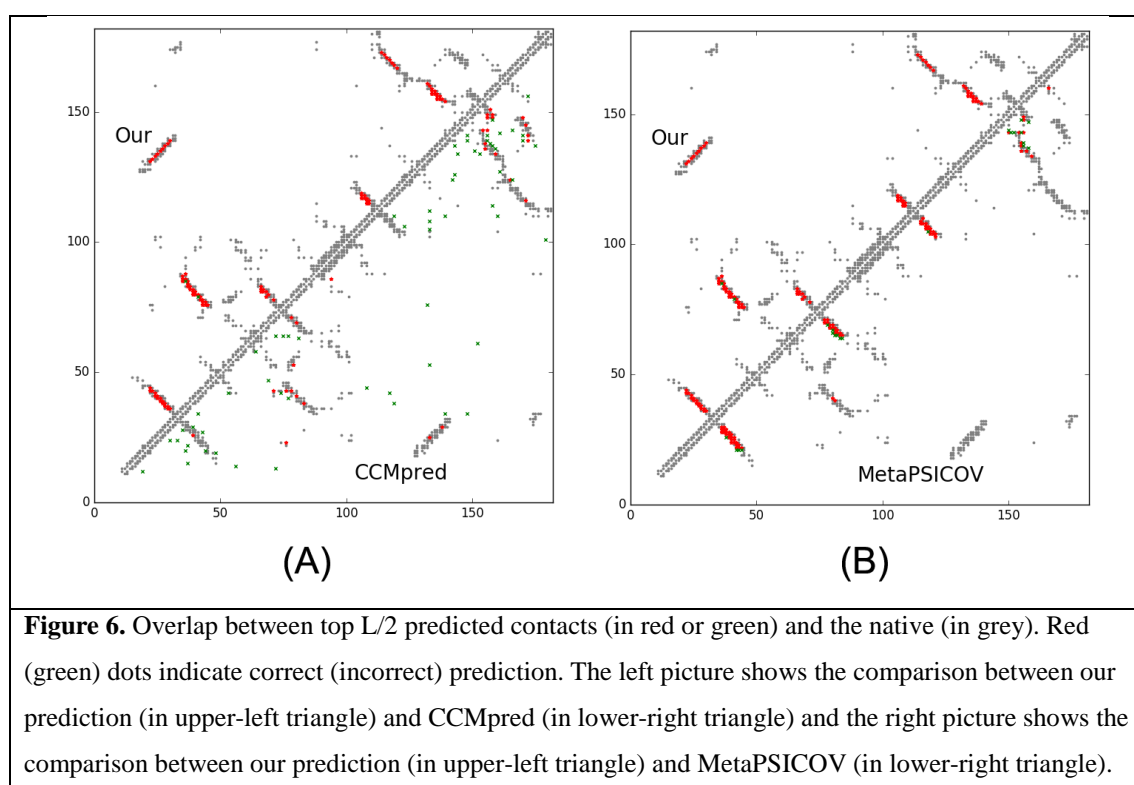 150
100
50
0
0
50
100
150
Our
CCMpred
(A)
150
100
50
0
0
50
100
150
Our
MetaPSICOV
(B)
Figure 6. Overlap between top L/2 predicted contacts (in red or green) and the native (in grey). Red
(green) dots indicate correct (incorrect) prediction. The left picture shows the comparison between our
prediction (in upper-left triangle) and CCMpred (in lower-right triangle) and the right picture shows the
comparison between our prediction (in upper-left triangle) and MetaPSICOV (in lower-right triangle).